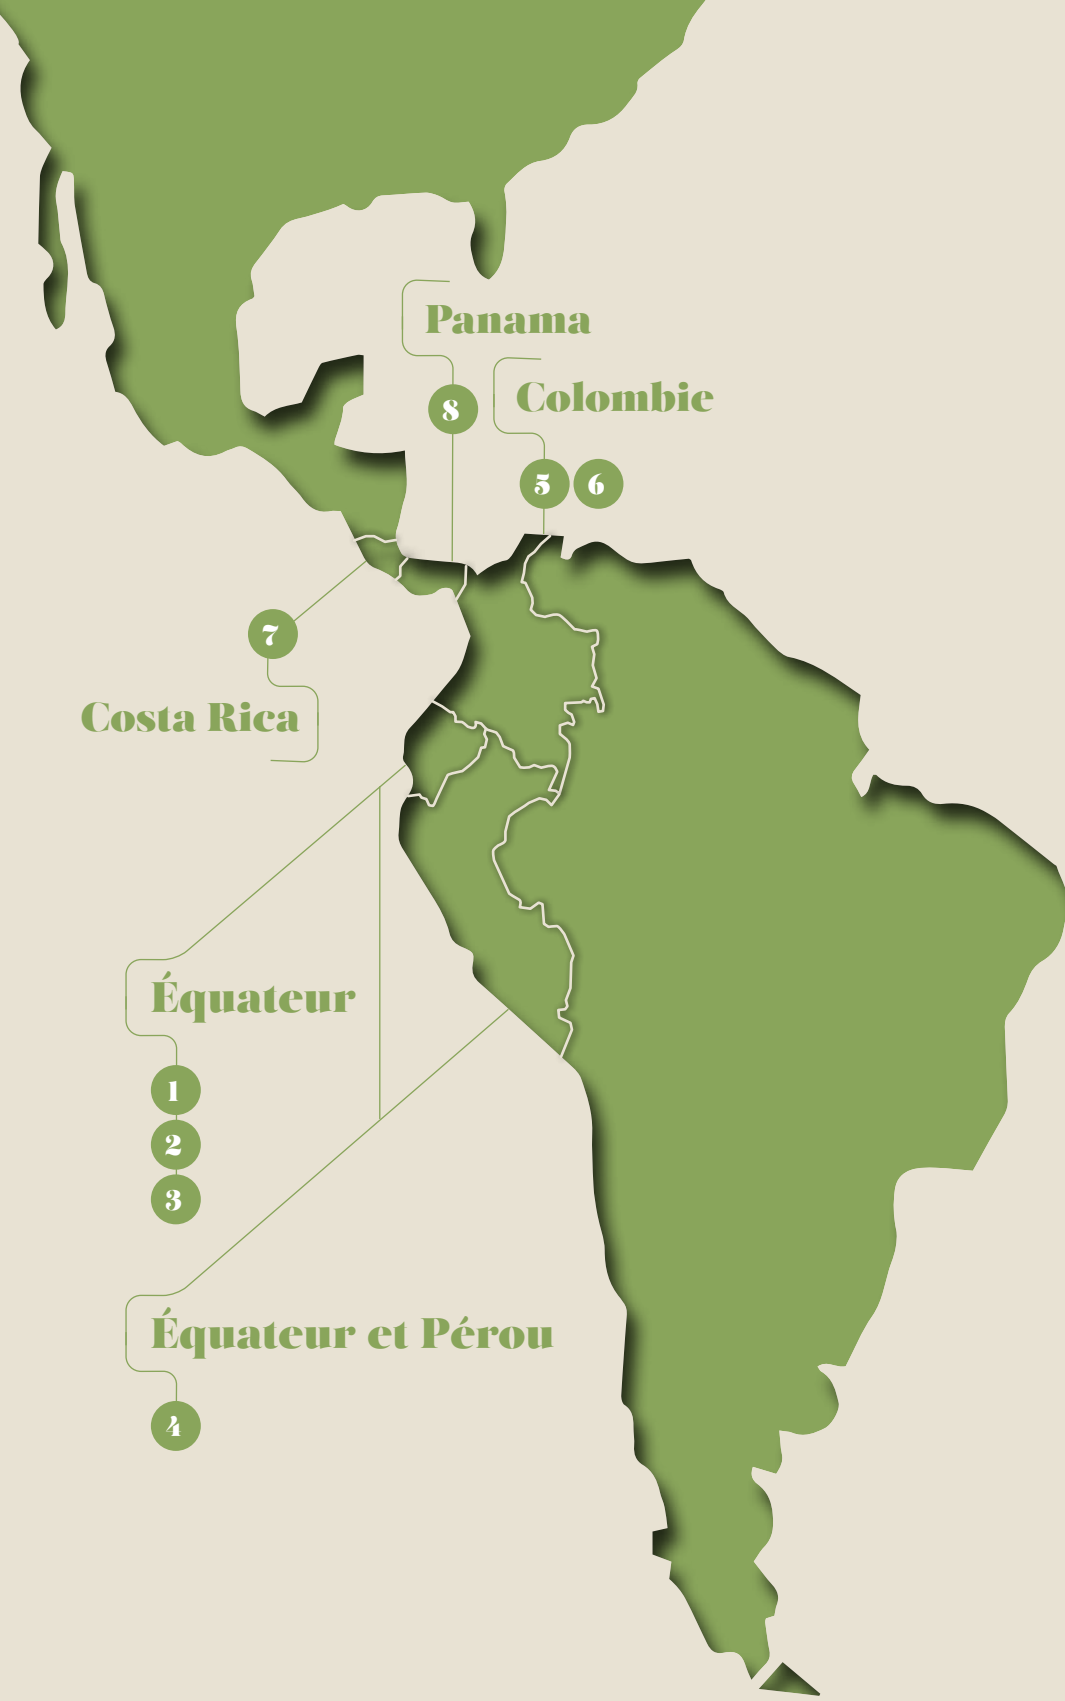 Panama
8
Colombie
5 6
7
Costa Rica
Équateur
1
2
3
Équateur et Pérou
4